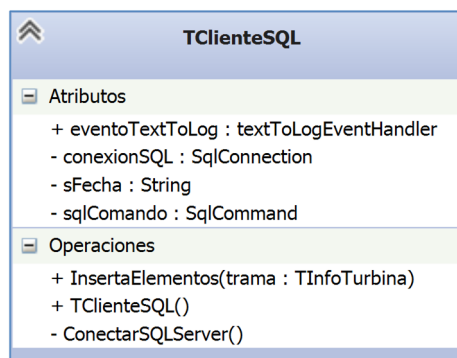 TClienteSQL
Atributos
+ eventoTextToLog : textToLogEventHandler
- conexionSQL : SqlConnection
- sFecha : String
- sqlComando : SqlCommand
Operaciones
+ InsertaElementos(trama : TInfoTurbina)
+ TClienteSQL()
- ConectarSQLServer()